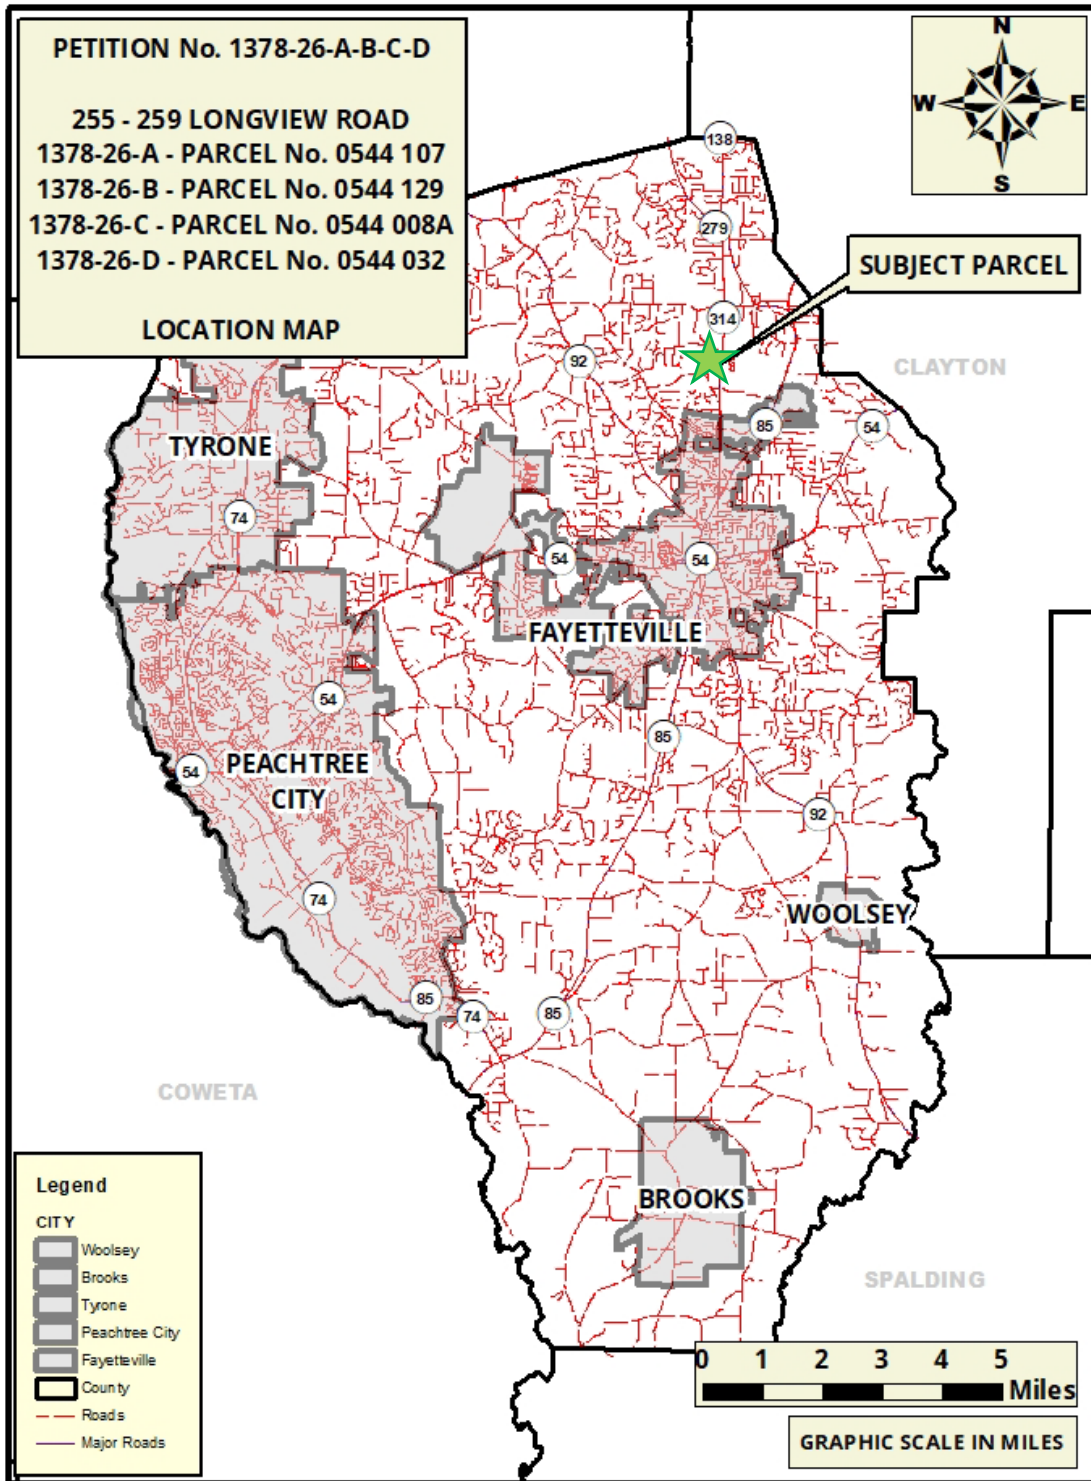 PETITION No. 1378-26-A-B-C-D
255 - 259 LONGVIEW ROAD
1378-26-A - PARCEL No. 0544 107
1378-26-B - PARCEL No. 0544 129
1378-26-C - PARCEL No. 0544 008A
1378-26-D - PARCEL No. 0544 032
LOCATION MAP
N
W
E
S
138
279
SUBJECT PARCEL
314
92
CLAYTON
85
54
TYRONE
74
54
54
FAYETTEVILLE
54
85
54
PEACHTREE
CITY
92
74
WOOLSEY
85
74
85
COWETA
BROOKS
SPALDING
Legend
CITY
Woolsey
Brooks
Tyrone
Peachtree City
Fayetteville
County
Roads
Major Roads
0 1 2 3 4 5
Miles
GRAPHIC SCALE IN MILES